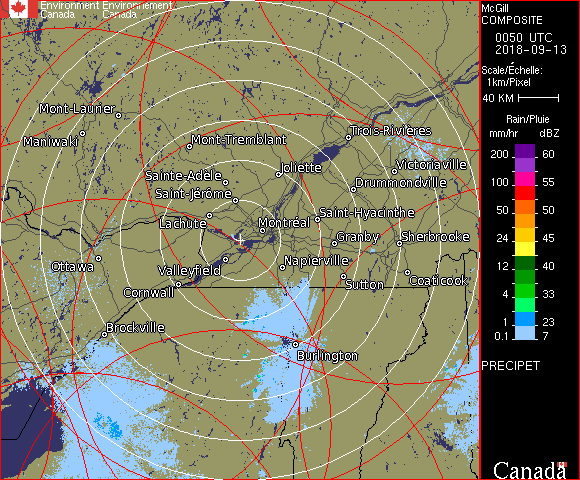 Environment Environnement
Canada Canada
McGill
COMPOSITE
0050 UTC
2018-09-13
Scale/Échelle:
1km/Pixel
40 KM
Rain/Pluie
mm/hr dBZ
200 60
100 55
50 50
24 45
12 40
4 33
1 23
0.1 7
PRECIPET
Canada
Mont-Laurier
Maniwaki
Trois-Rivières
Mont-Tremblant
Victoriaville
Joliette
Sainte-Adèle
Drummondville
Saint-Jérôme
Saint-Hyacinthe
Lachute
Montréal
Granby
Sherbrooke
Ottawa
Valleyfield
Napierville
Cornwall
Sutton
Coaticook
Brockville
Burlington